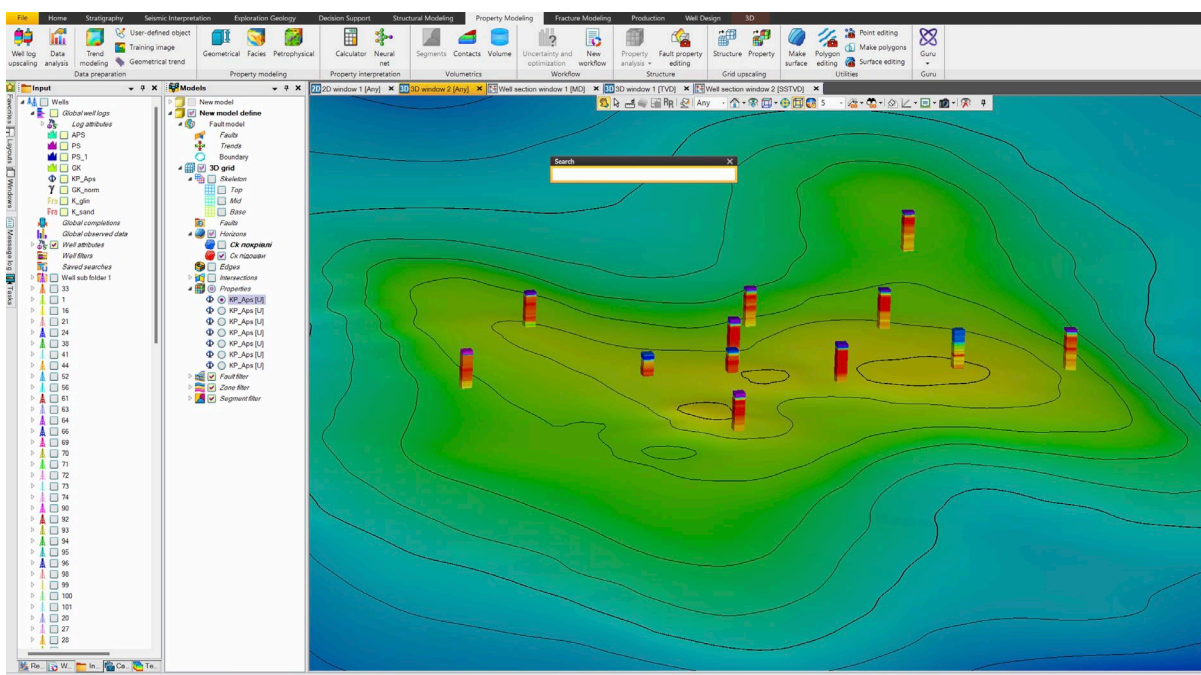 File Home Stratigraphy Seismic Interpretation Exploration Geology Decision Support Structural Modeling Property Modeling Fracture Modeling Production Well Design 3D
Well log upscaling
Data analysis
Trend modeling
User-defined object
Training image
Geometrical trend
Data preparation
Geometrical Facies Petrophysical
Property modeling
Calculator Neural net
Property interpretation
Segments Contacts Volume
Volumetrics
Uncertainty and optimization
New workflow
Workflow
Property analysis
Fault property editing
Structure
Structure Property
Grid upscaling
Make surface
Polygon editing
Point editing
Make polygons
Surface editing
Utilities
Guru
Guru
Favorites
Layouts
Windows
Message log
Tasks
Input
Wells
Global well logs
Log attributes
APS
PS
PS_1
GK
KP_Aps
GK_norm
Frs K_glin
Frs K_sand
Global completions
Global observed data
Well attributes
Well filters
Saved searches
Well sub folder 1
33
1
16
21
24
38
41
44
52
56
61
63
64
66
69
70
71
72
73
74
90
92
93
94
95
96
98
99
100
101
20
27
28
Re.. W.. In.. Ca.. Te..
Models
New model
New model define
Fault model
Faults
Trends
Boundary
3D grid
Skeleton
Top
Mid
Base
Faults
Horizons
Ск покрівлі
Ск підошви
Edges
Intersections
Properties
KP_Aps [U]
KP_Aps [U]
KP_Aps [U]
KP_Aps [U]
KP_Aps [U]
KP_Aps [U]
KP_Aps [U]
Fault filter
Zone filter
Segment filter
2D 2D window 1 [Any] 3D 3D window 2 [Any] Well section window 1 [MD] 3D 3D window 1 [TVD] Well section window 2 [SSTVD]
Any 5
Search